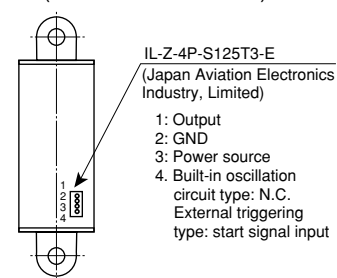 IL-Z-4P-S125T3-E
(Japan Aviation Electronics
Industry, Limited)
1: Output
2: GND
3: Power source
4. Built-in oscillation
circuit type: N.C.
External triggering
type: start signal input
1
2
3
4